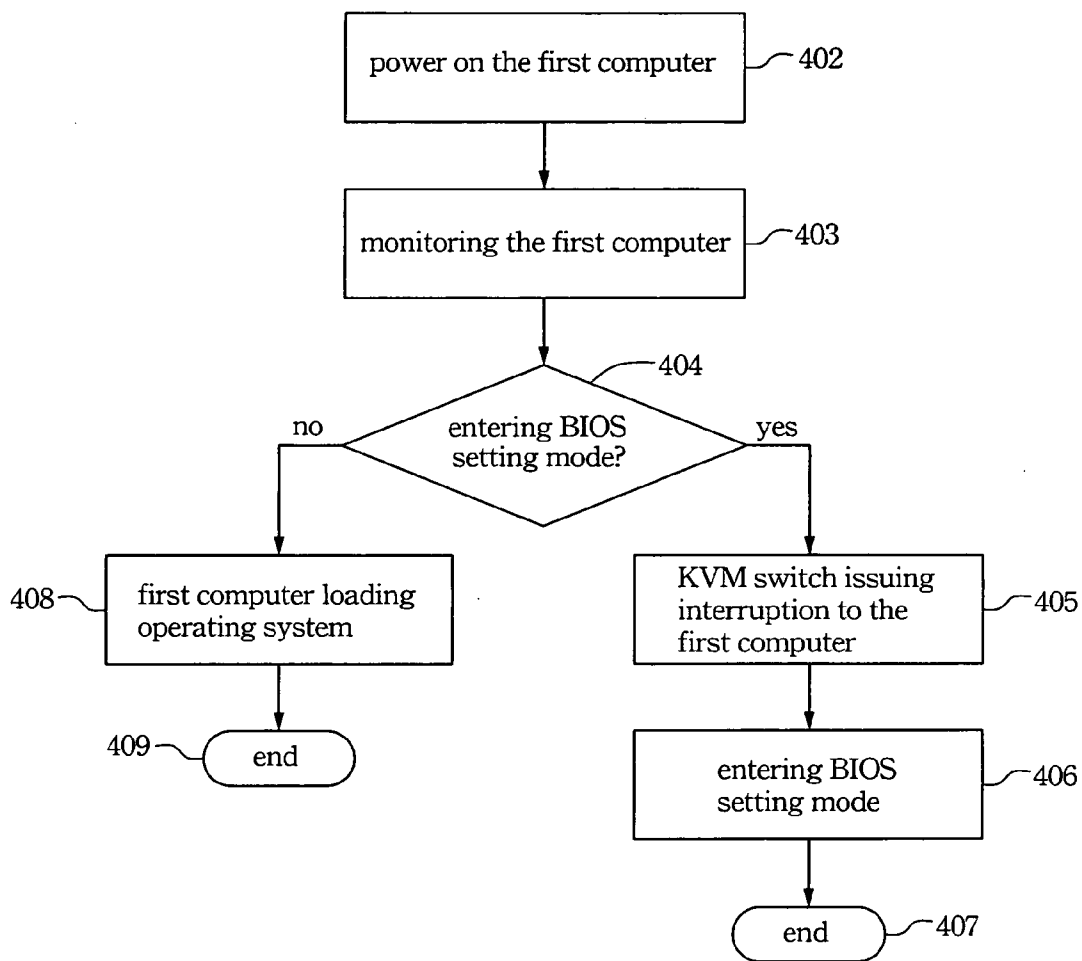 power on the first computer
402
monitoring the first computer
403
404
entering BIOS
setting mode?
no
yes
408
first computer loading
operating system
KVM switch issuing
interruption to the
first computer
405
409
end
entering BIOS
setting mode
406
end
407